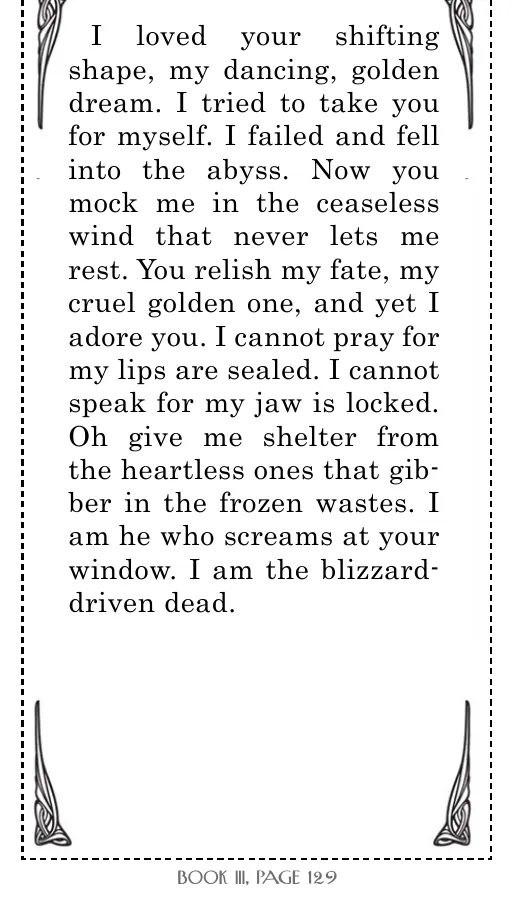 I loved your shifting
shape, my dancing, golden
dream. I tried to take you
for myself. I failed and fell
into the abyss. Now you
mock me in the ceaseless
wind that never lets me
rest. You relish my fate, my
cruel golden one, and yet I
adore you. I cannot pray for
my lips are sealed. I cannot
speak for my jaw is locked.
Oh give me shelter from
the heartless ones that gib-
ber in the frozen wastes. I
am he who screams at your
window. I am the blizzard-
driven dead.
BOOK III, PAGE 129